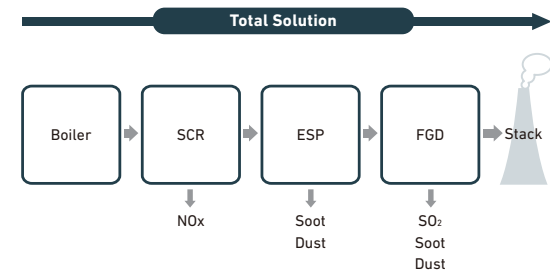 Total Solution
Boiler
SCR
ESP
FGD
Stack
NOx
Soot
Dust
SO₂
Soot
Dust